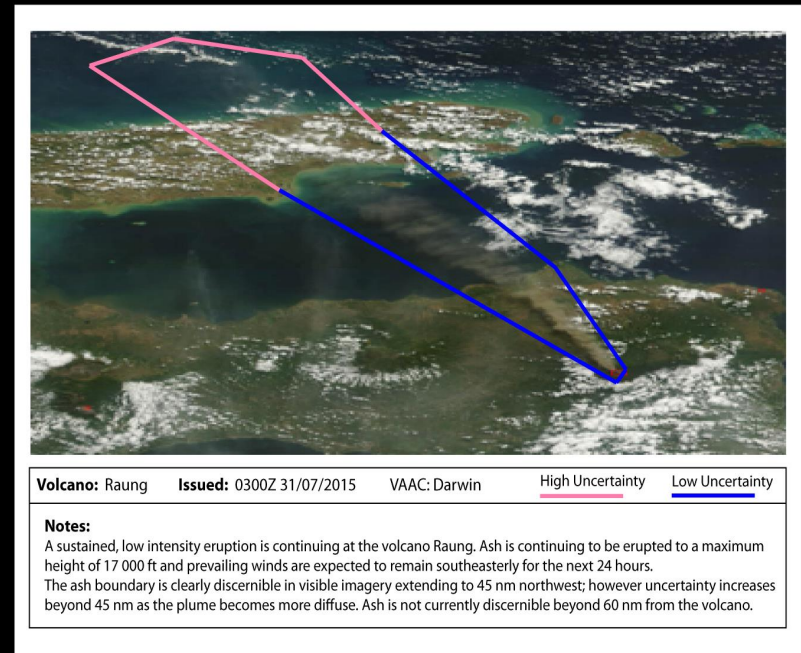 Volcano: Raung Issued: 0300Z 31/07/2015 VAAC: Darwin High Uncertainty Low Uncertainty
Notes:
A sustained, low intensity eruption is continuing at the volcano Raung. Ash is continuing to be erupted to a maximum
height of 17 000 ft and prevailing winds are expected to remain southeasterly for the next 24 hours.
The ash boundary is clearly discernible in visible imagery extending to 45 nm northwest; however uncertainty increases
beyond 45 nm as the plume becomes more diffuse. Ash is not currently discernible beyond 60 nm from the volcano.